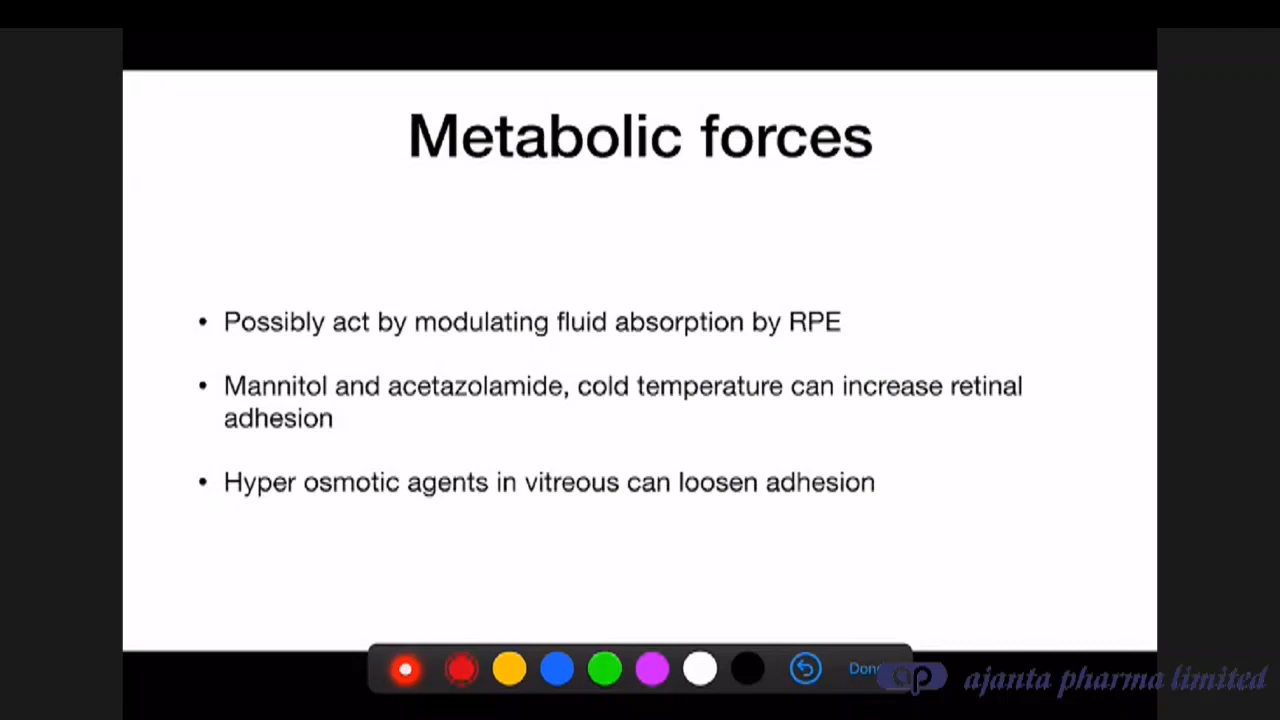 Metabolic forces
• Possibly act by modulating fluid absorption by RPE
• Mannitol and acetazolamide, cold temperature can increase retinal
adhesion
• Hyper osmotic agents in vitreous can loosen adhesion
Done
ap ajanta pharma limited